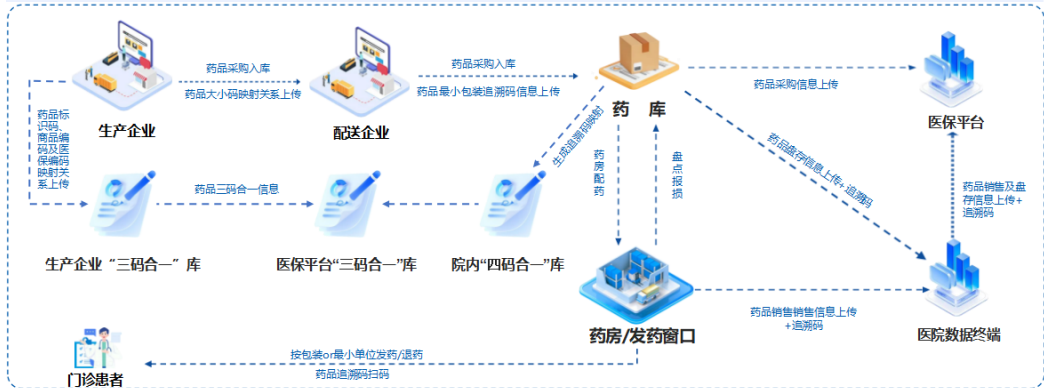 药品采购入库
药品大小码映射关系上传
药品采购入库
药品最小包装追溯码信息上传
药品采购信息上传
生产企业
配送企业
药 库
医保平台
药品标
识码、
商品编
码及医
保编码
映射关
系上传
生成追溯码映射
药房
配药
盘点
报损
药品盘存信息上传+追溯码
药品销售及盘
存信息上传+
追溯码
药品三码合一信息
生产企业“三码合一”库
医保平台“三码合一”库
院内“四码合一”库
药房/发药窗口
药品销售销售信息上传
+追溯码
医院数据终端
按包装or最小单位发药/退药
药品追溯码扫码
门诊患者